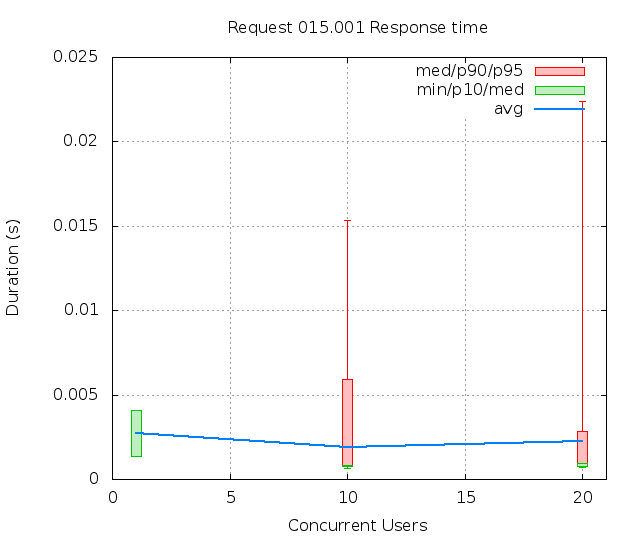 Request 015.001 Response time
med/p90/p95
min/p10/med
avg
0.025
0.02
0.015
0.01
0.005
0
Duration (s)
0 5 10 15 20
Concurrent Users